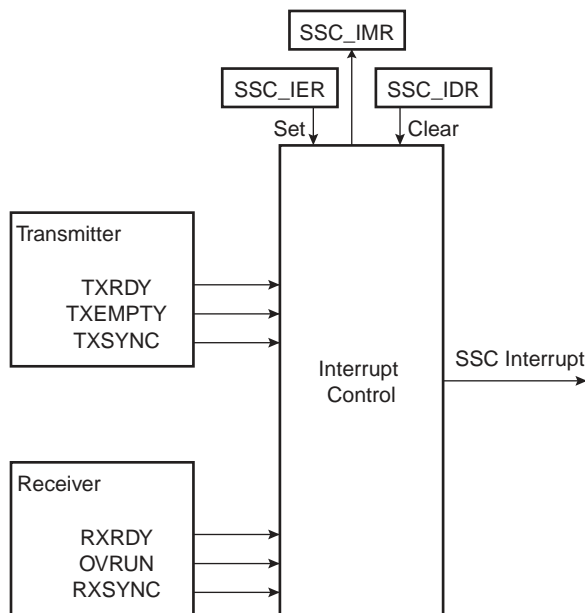 SSC_IMR
SSC_IER
SSC_IDR
Set
Clear
Transmitter
TXRDY
TXEMPTY
TXSYNC
Interrupt
Control
SSC Interrupt
Receiver
RXRDY
OVRUN
RXSYNC